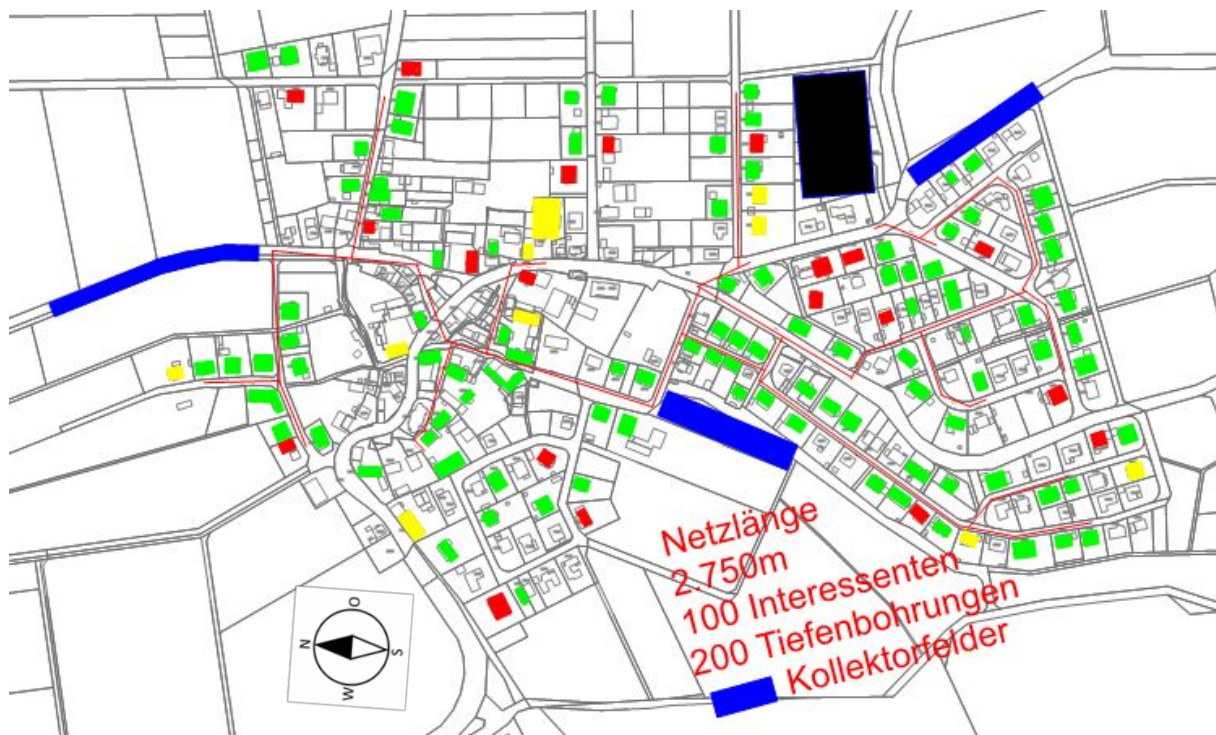 Netzlänge
2.750m
100 Interessenten
200 Tiefenbohrungen
Kollektorfelder
O
N
S
W